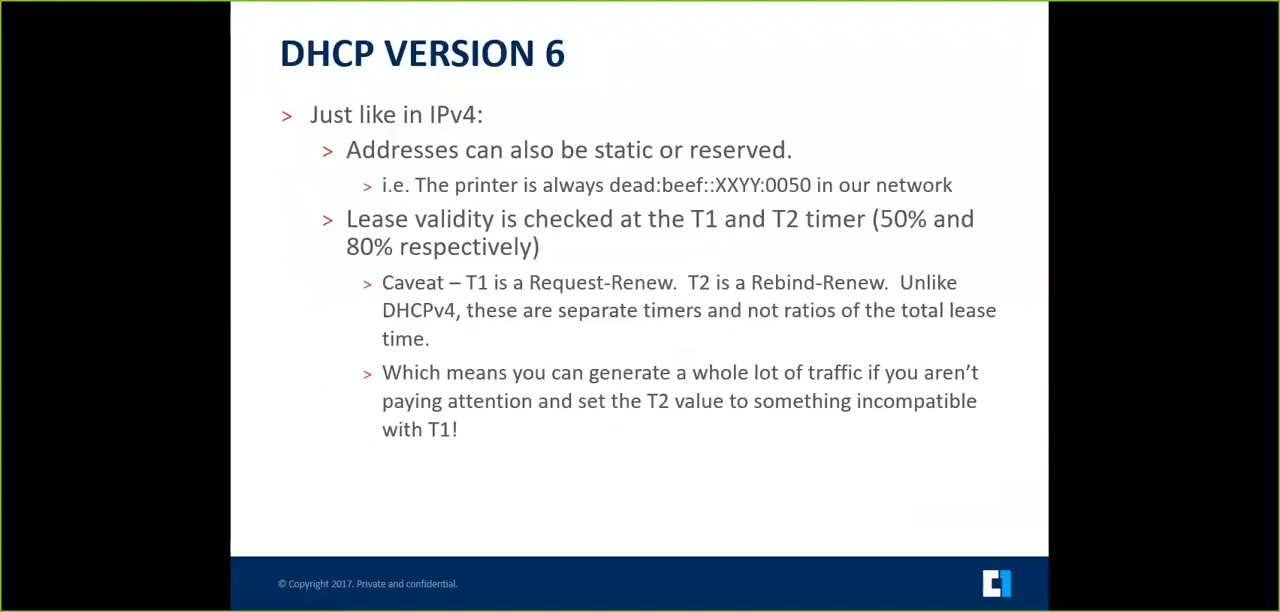 DHCP VERSION 6
> Just like in IPv4:
> Addresses can also be static or reserved.
> i.e. The printer is always dead:beef::XXYY:0050 in our network
> Lease validity is checked at the T1 and T2 timer (50% and
80% respectively)
> Caveat – T1 is a Request-Renew.  T2 is a Rebind-Renew.  Unlike
DHCPv4, these are separate timers and not ratios of the total lease
time.
> Which means you can generate a whole lot of traffic if you aren’t
paying attention and set the T2 value to something incompatible
with T1!
© Copyright 2017. Private and confidential.